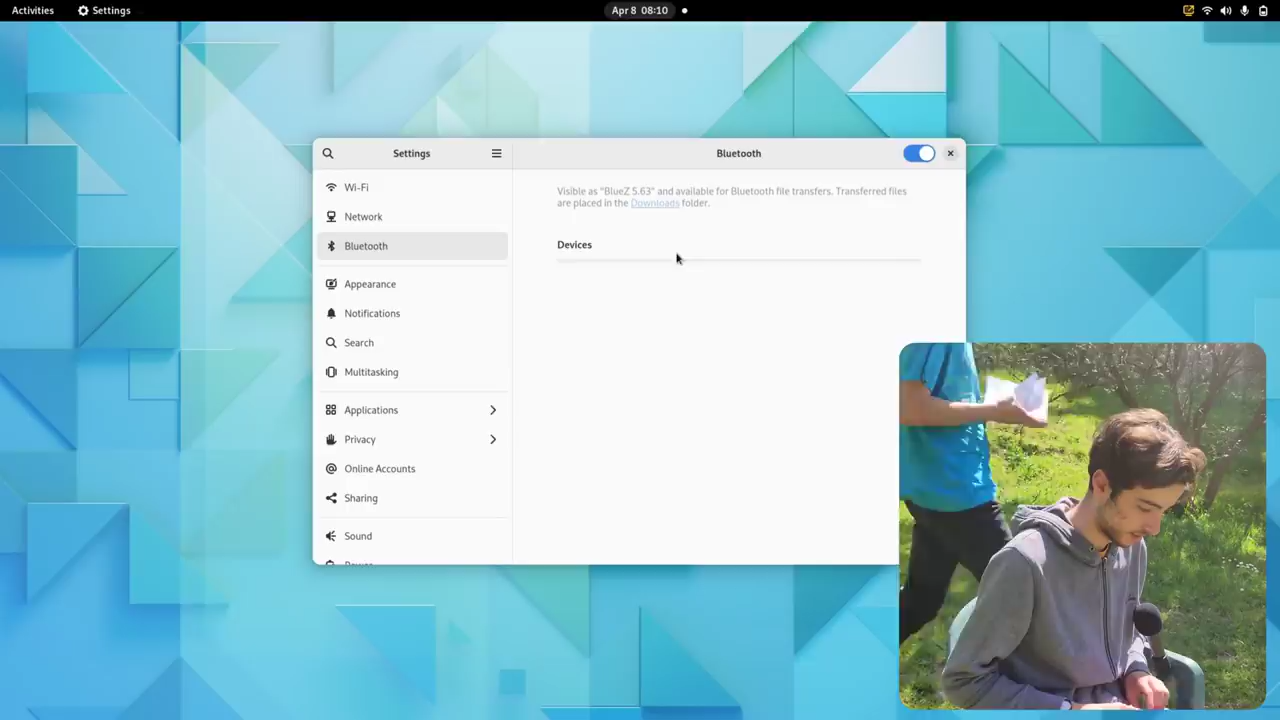 Activities
Settings
Apr 8 08:10
Settings
Bluetooth
Wi-Fi
Network
Bluetooth
Appearance
Notifications
Search
Multitasking
Applications
Privacy
Online Accounts
Sharing
Sound
Visible as "BlueZ 5.63" and available for Bluetooth file transfers. Transferred files
are placed in the Downloads folder.
Devices